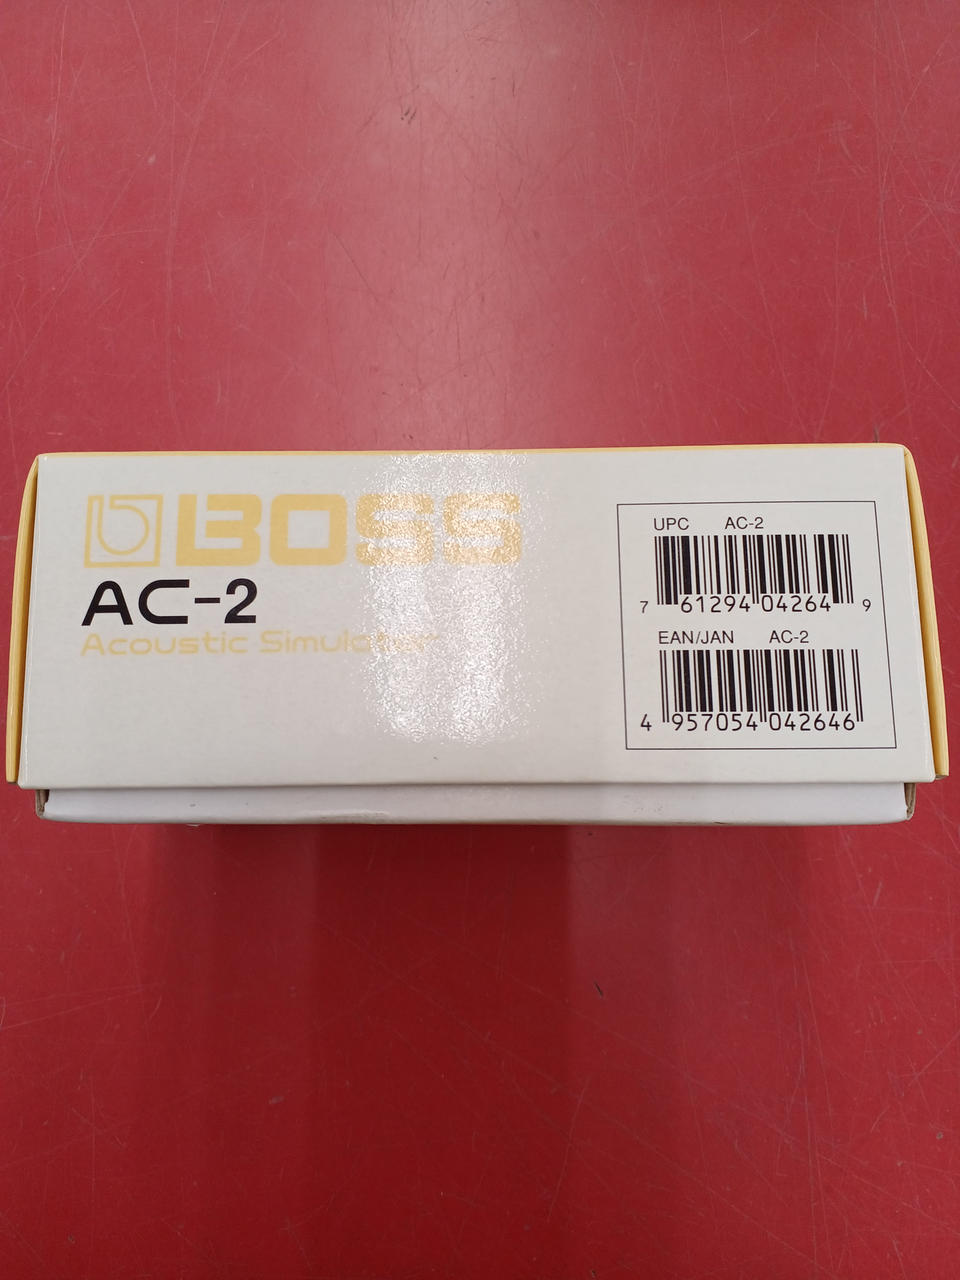 BOSS
AC-2
Acoustic Simulator
UPC AC-2
7 61294 04264 9
EAN/JAN AC-2
4 957054 042646